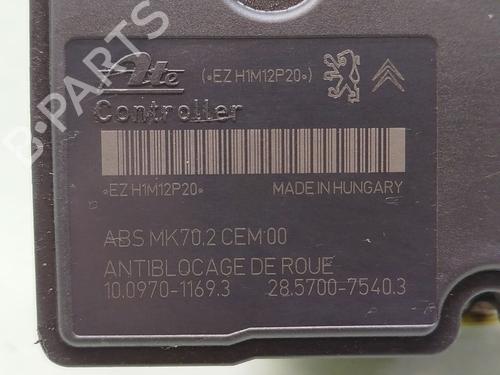 Ate (∗EZ H1M12P20∗)
Controller
∗EZ H1M12P20∗ MADE IN HUNGARY
ABS MK70.2 CEM 00
ANTIBLOCAGE DE ROUE
10.0970-1169.3 28.5700-7540.3
B-PARTS